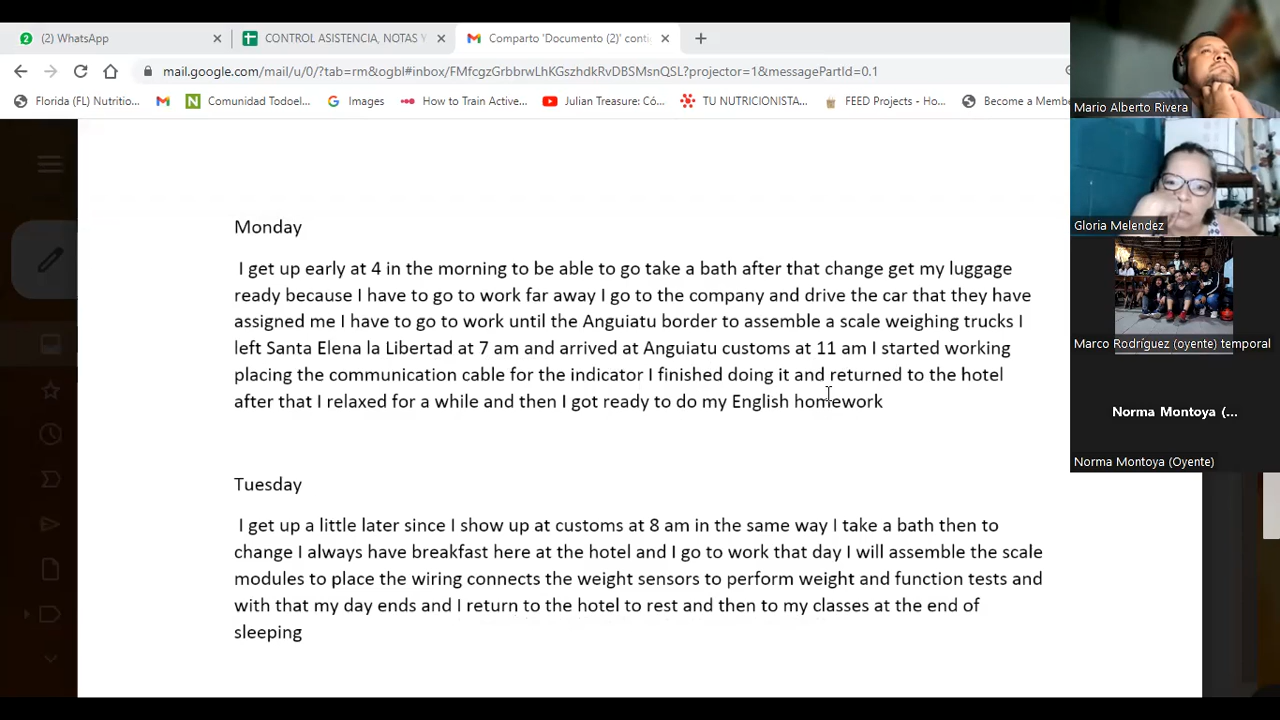 (2) WhatsApp
CONTROL ASISTENCIA, NOTAS Y
Comparto 'Documento (2)' conti
mail.google.com/mail/u/0/?tab=rm&ogbl#inbox/FMfcgzGrbbrwLhKGszhdkRvDBSMsnQSL?projector=1&messagePartId=0.1
Florida (FL) Nutritio...
Comunidad Todoel...
Images
How to Train Active...
Julian Treasure: Có...
TU NUTRICIONISTA...
FEED Projects - Ho...
Become a Membe
Monday
I get up early at 4 in the morning to be able to go take a bath after that change get my luggage
ready because I have to go to work far away I go to the company and drive the car that they have
assigned me I have to go to work until the Anguiatu border to assemble a scale weighing trucks I
left Santa Elena la Libertad at 7 am and arrived at Anguiatu customs at 11 am I started working
placing the communication cable for the indicator I finished doing it and returned to the hotel
after that I relaxed for a while and then I got ready to do my English homework
Tuesday
I get up a little later since I show up at customs at 8 am in the same way I take a bath then to
change I always have breakfast here at the hotel and I go to work that day I will assemble the scale
modules to place the wiring connects the weight sensors to perform weight and function tests and
with that my day ends and I return to the hotel to rest and then to my classes at the end of
sleeping
Mario Alberto Rivera
Gloria Melendez
Marco Rodríguez (oyente) temporal
Norma Montoya (...
Norma Montoya (Oyente)